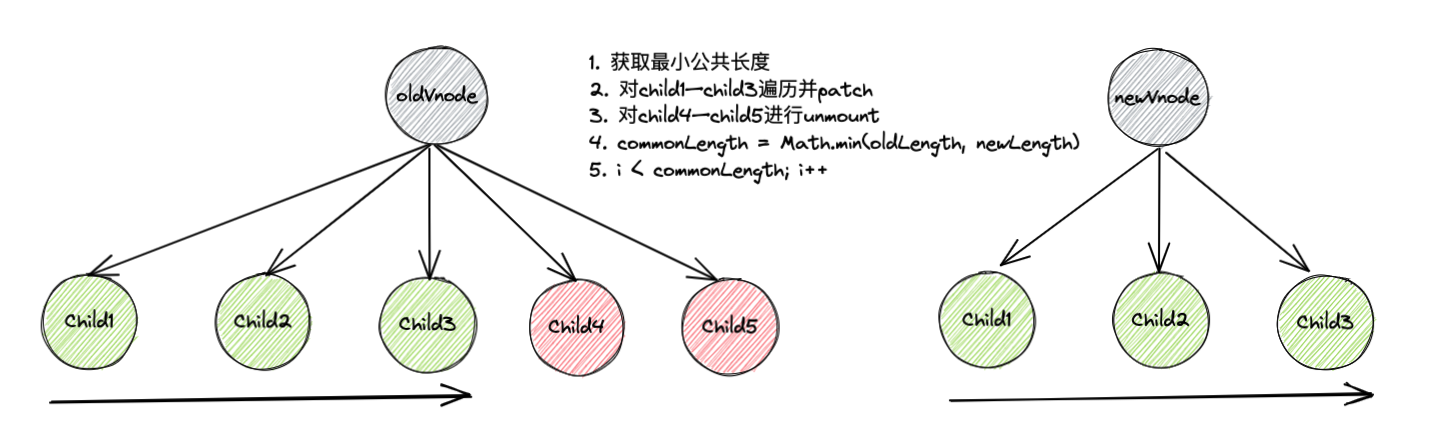 oldVnode
1. 获取最小公共长度
2. 对child1—child3遍历并patch
3. 对child4—child5进行unmount
4. commonLength = Math.min(oldLength, newLength)
5. i < commonLength; i++
newVnode
Child1
Child2
Child3
Child4
Child5
Child1
Child2
Child3